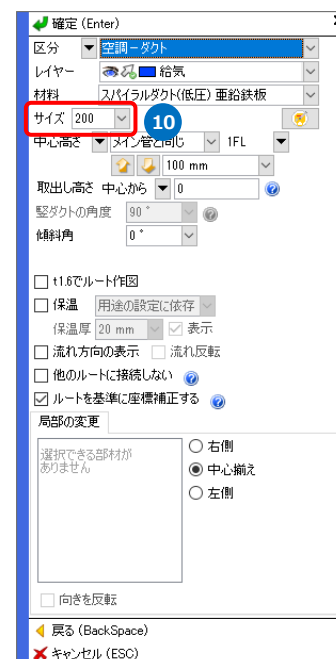 確定 (Enter)
区分 空調－ダクト
レイヤー 給気
材料 スパイラルダクト(低圧) 亜鉛鉄板
サイズ 200
10
中心高さ メイン管と同じ 1FL
100 mm
取出し高さ 中心から 0
竪ダクトの角度 90 °
傾斜角 0 °
t1.6でルート作図
保温 用途の設定に依存
保温厚 20 mm 表示
流れ方向の表示 流れ反転
他のルートに接続しない
ルートを基準に座標補正する
局部の変更
選択できる部材が
ありません
右側
中心揃え
左側
向きを反転
戻る (BackSpace)
キャンセル (ESC)